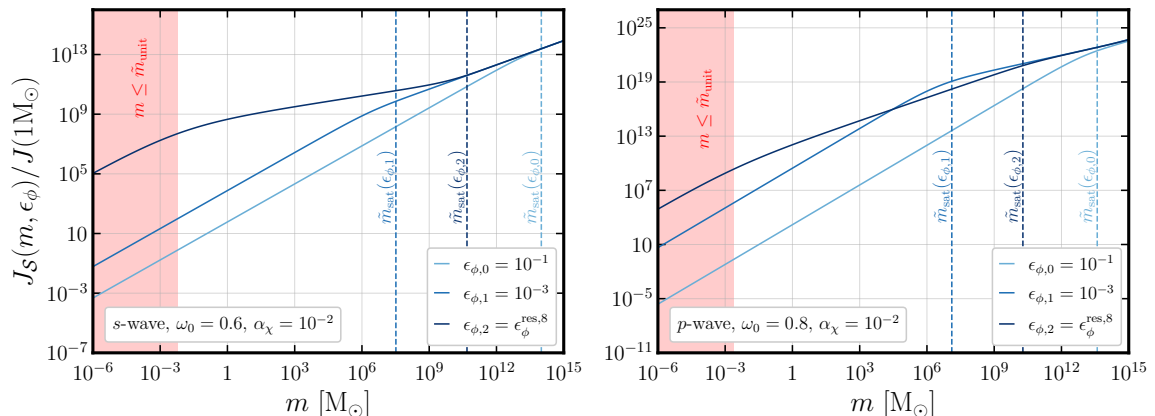 J_𝒮(m, ϵ_ϕ)/J(1M_⊙)
10^13
10^9
10^5
10
10^−3
10^−7
m ≤ m̃_unit
m̃_sat(ϵ_ϕ,1)
m̃_sat(ϵ_ϕ,2)
m̃_sat(ϵ_ϕ,0)
ϵ_ϕ,0 = 10^−1
ϵ_ϕ,1 = 10^−3
ϵ_ϕ,2 = ϵ_ϕ^res,8
s-wave, ω_0 = 0.6, α_χ = 10^−2
10^−6 10^−3 1 10^3 10^6 10^9 10^12 10^15
m [M_⊙]
10^25
10^19
10^13
10^7
10
10^−5
10^−11
m ≤ m̃_unit
m̃_sat(ϵ_ϕ,1)
m̃_sat(ϵ_ϕ,2)
m̃_sat(ϵ_ϕ,0)
ϵ_ϕ,0 = 10^−1
ϵ_ϕ,1 = 10^−3
ϵ_ϕ,2 = ϵ_ϕ^res,8
p-wave, ω_0 = 0.8, α_χ = 10^−2
10^−6 10^−3 1 10^3 10^6 10^9 10^12 10^15
m [M_⊙]